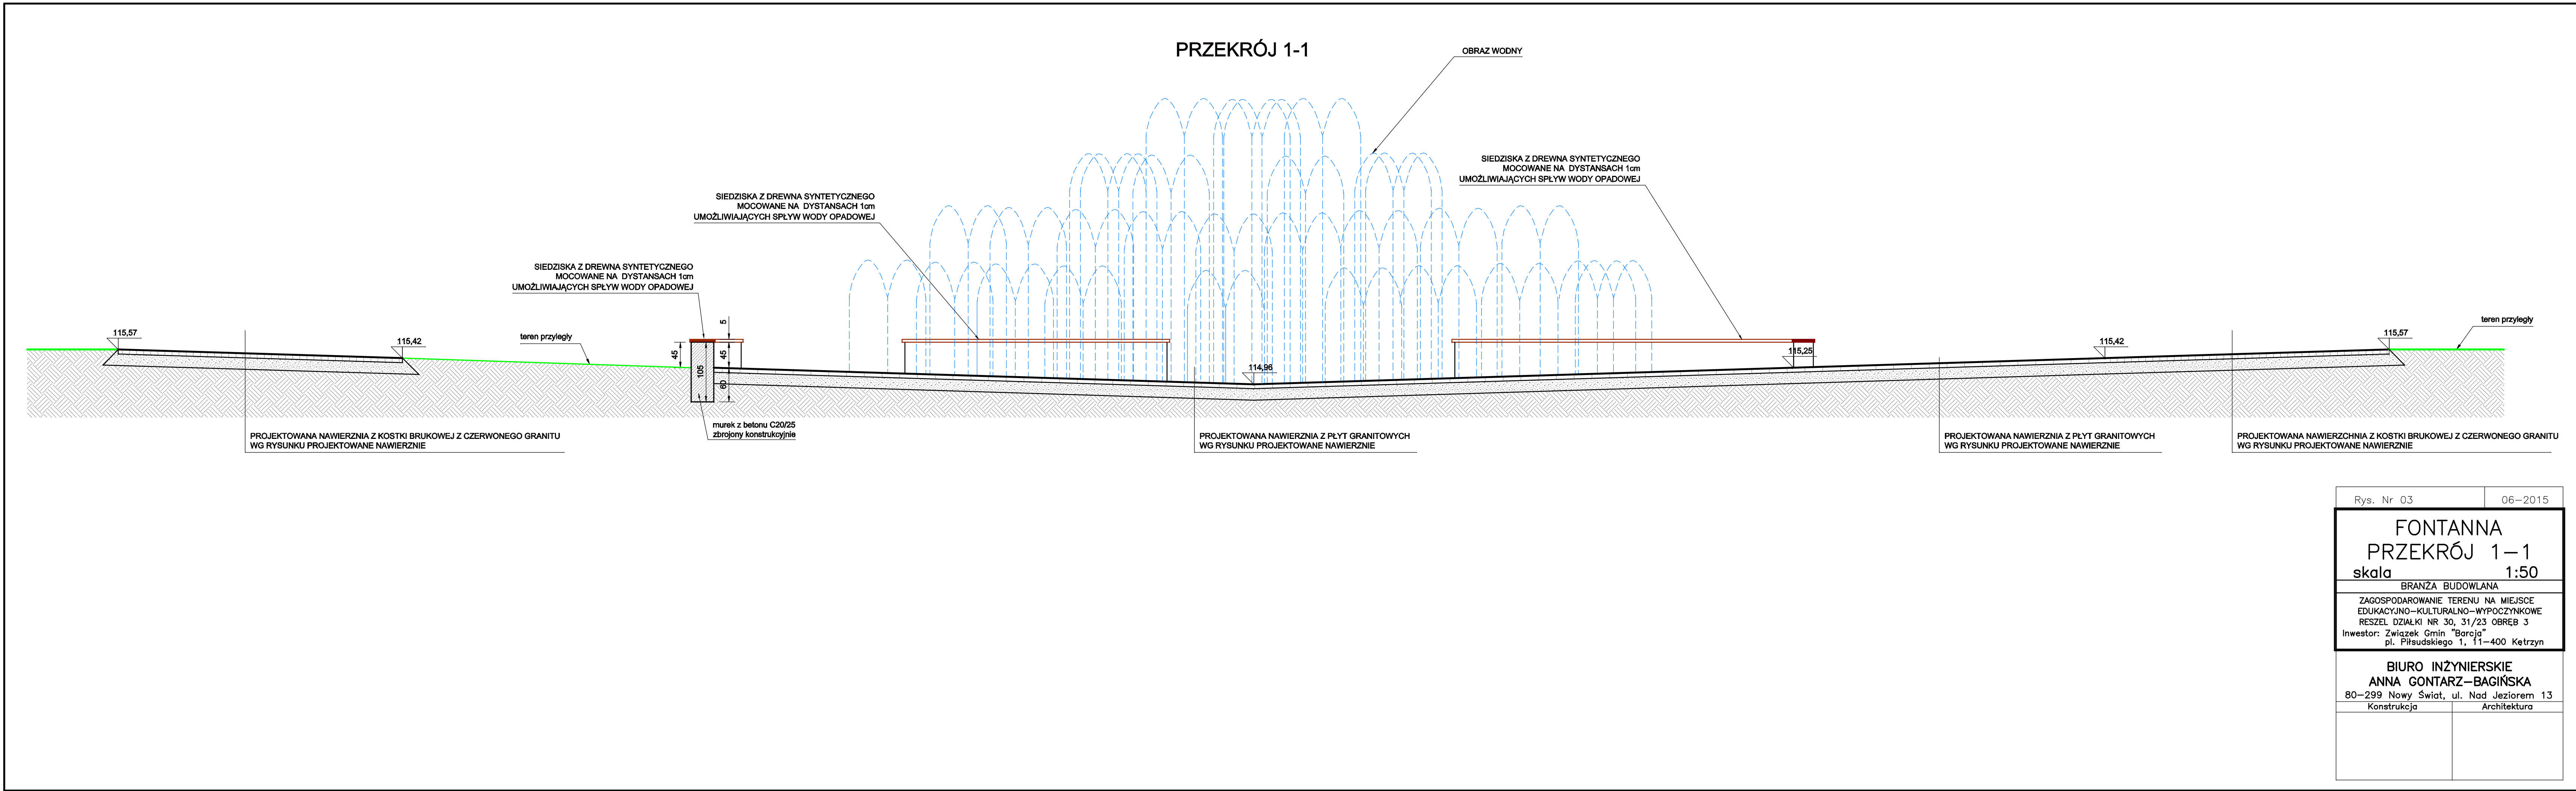 PRZEKRÓJ 1-1
OBRAZ WODNY
SIEDZISKA Z DREWNA SYNTETYCZNEGO
MOCOWANE NA DYSTANSACH 1cm
UMOŻLIWIAJĄCYCH SPŁYW WODY OPADOWEJ
SIEDZISKA Z DREWNA SYNTETYCZNEGO
MOCOWANE NA DYSTANSACH 1cm
UMOŻLIWIAJĄCYCH SPŁYW WODY OPADOWEJ
SIEDZISKA Z DREWNA SYNTETYCZNEGO
MOCOWANE NA DYSTANSACH 1cm
UMOŻLIWIAJĄCYCH SPŁYW WODY OPADOWEJ
115,57
115,42
teren przyległy
5
45
45
105
60
114,96
115,25
115,42
115,57
teren przyległy
murek z betonu C20/25
zbrojony konstrukcyjnie
PROJEKTOWANA NAWIERZNIA Z KOSTKI BRUKOWEJ Z CZERWONEGO GRANITU
WG RYSUNKU PROJEKTOWANE NAWIERZNIE
PROJEKTOWANA NAWIERZNIA Z PŁYT GRANITOWYCH
WG RYSUNKU PROJEKTOWANE NAWIERZNIE
PROJEKTOWANA NAWIERZNIA Z PŁYT GRANITOWYCH
WG RYSUNKU PROJEKTOWANE NAWIERZNIE
PROJEKTOWANA NAWIERZCHNIA Z KOSTKI BRUKOWEJ Z CZERWONEGO GRANITU
WG RYSUNKU PROJEKTOWANE NAWIERZNIE
Rys. Nr 03 06-2015
FONTANNA
PRZEKRÓJ 1-1
skala 1:50
BRANŻA BUDOWLANA
ZAGOSPODAROWANIE TERENU NA MIEJSCE
EDUKACYJNO-KULTURALNO-WYPOCZYNKOWE
RESZEL DZIAŁKI NR 30, 31/23 OBRĘB 3
Inwestor: Związek Gmin "Barcja"
pl. Piłsudskiego 1, 11-400 Kętrzyn
BIURO INŻYNIERSKIE
ANNA GONTARZ-BAGIŃSKA
80-299 Nowy Świat, ul. Nad Jeziorem 13
Konstrukcja Architektura